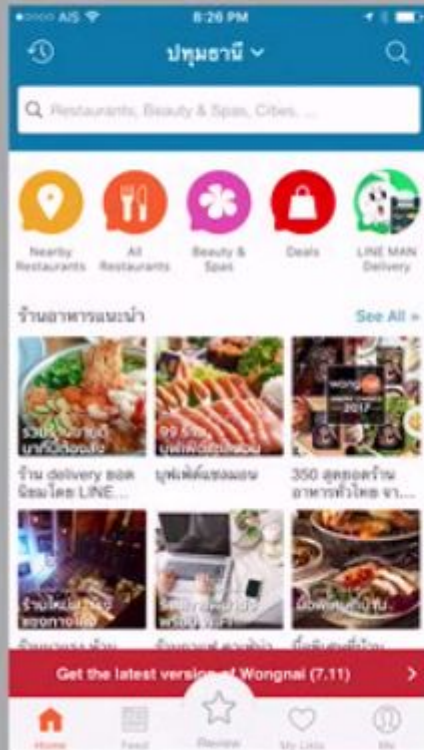 AIS
8:26 PM
ปทุมธานี
Restaurants, Beauty & Spas, Cities, ...
Nearby
Restaurants
All
Restaurants
Beauty &
Spas
Deals
LINE MAN
Delivery
ร้านอาหารแนะนำ
See All »
wongnai
2017
ร้าน delivery ยอด
นิยมโดย LINE...
บุฟเฟ่ต์แซลมอน
350 สุดยอดร้าน
อาหารทั่วไทย จา....
Get the latest version of Wongnai (7.11)
Home
Feed
Review
My Lists
Me